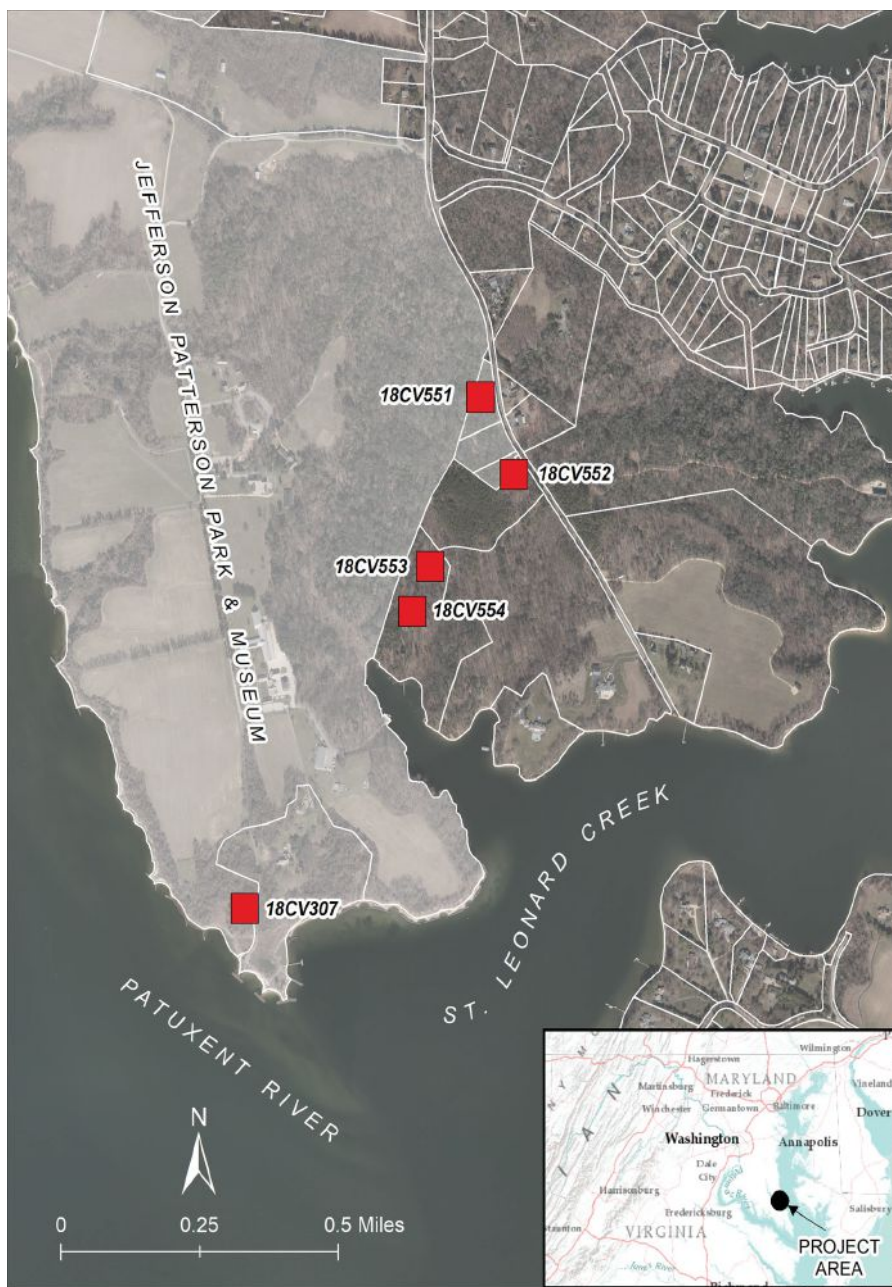 JEFFERSON PATTERSON PARK & MUSEUM
18CV551
18CV552
18CV553
18CV554
18CV307
ST. LEONARD CREEK
PATUXENT RIVER
N
0 0.25 0.5 Miles
Hagerstown
Wilmington
Martinsburg
MARYLAND
Vineland
Frederick
Winchester
Germantown
Baltimore
Dover
Washington
Annapolis
Dale
City
Harrisonburg
Fredericksburg
Salisbury
VIRGINIA
PROJECT
AREA